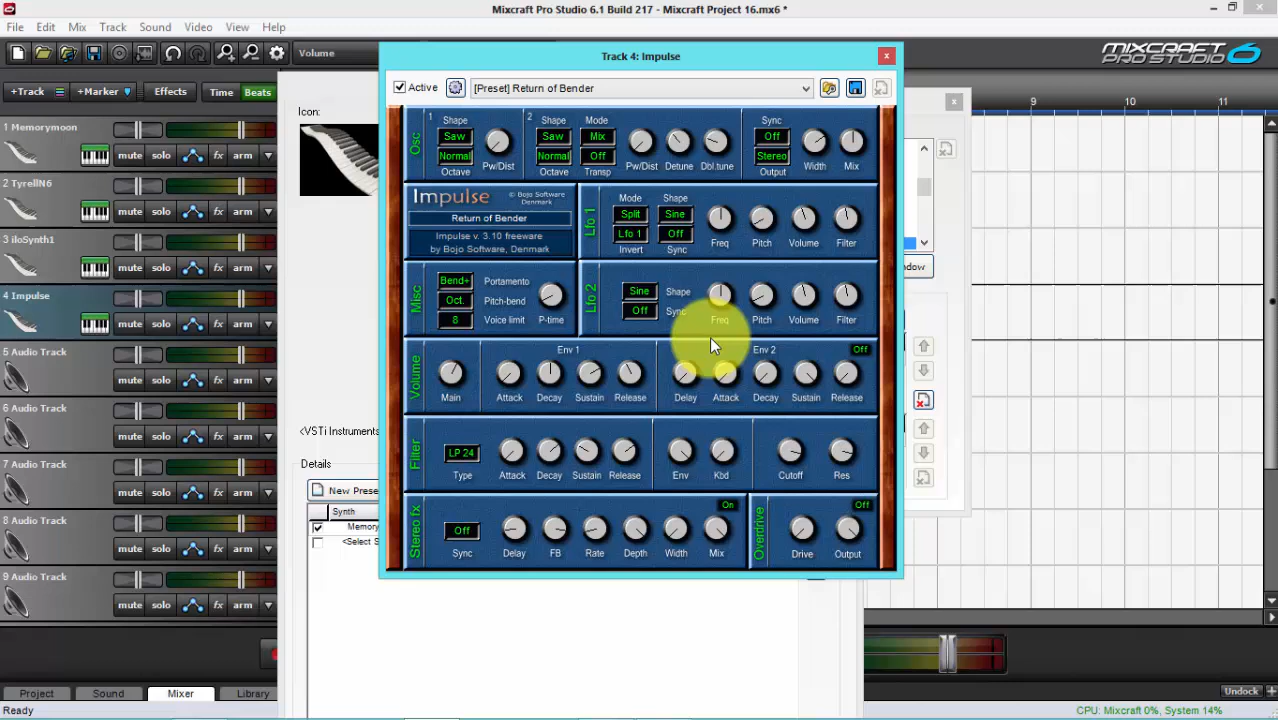 Mixcraft Pro Studio 6.1 Build 217 - Mixcraft Project 16.mx6 *
File Edit Mix Track Sound Video View Help
Volume
MIXCRAFT
PRO STUDIO 6
+Track +Marker Effects Time Beats
Track 4: Impulse
x
Active
[Preset] Return of Bender
Icon:
9 10 11
1 Memorymoon
mute solo fx arm
2 TyrellN6
mute solo fx arm
3 iloSynth1
mute solo fx arm
4 Impulse
mute solo fx arm
5 Audio Track
mute solo fx arm
6 Audio Track
mute solo fx arm
7 Audio Track
mute solo fx arm
8 Audio Track
mute solo fx arm
9 Audio Track
mute solo fx arm
Osc
1 Shape 2 Shape Mode Sync
Saw Saw Mix Off
Normal Normal Off Stereo
Pw/Dist Pw/Dist Detune Dbl.tune Width Mix
Octave Octave Transp Output
Impulse © Bojo Software, Denmark
Return of Bender
Impulse v. 3.10 freeware
by Bojo Software, Denmark
Lfo 1
Mode Shape
Split Sine
Lfo 1 Off
Invert Sync
Freq Pitch Volume Filter
Misc
Bend+ Portamento
Oct. Pitch-bend
8 Voice limit P-time
Lfo 2
Sine Shape
Off Sync
Freq Pitch Volume Filter
Volume
Env 1 Env 2 Off
Main Attack Decay Sustain Release Delay Attack Decay Sustain Release
Filter
LP 24
Type Attack Decay Sustain Release Env Kbd Cutoff Res
Stereo fx
On
Off
Sync Delay FB Rate Depth Width Mix
Overdrive
Off
Drive Output
x
ndow
<VSTi Instruments
Details
New Prese
Synth
Memory
<Select S
Project Sound Mixer Library
Undock
Ready
CPU: Mixcraft 0%, System 14%